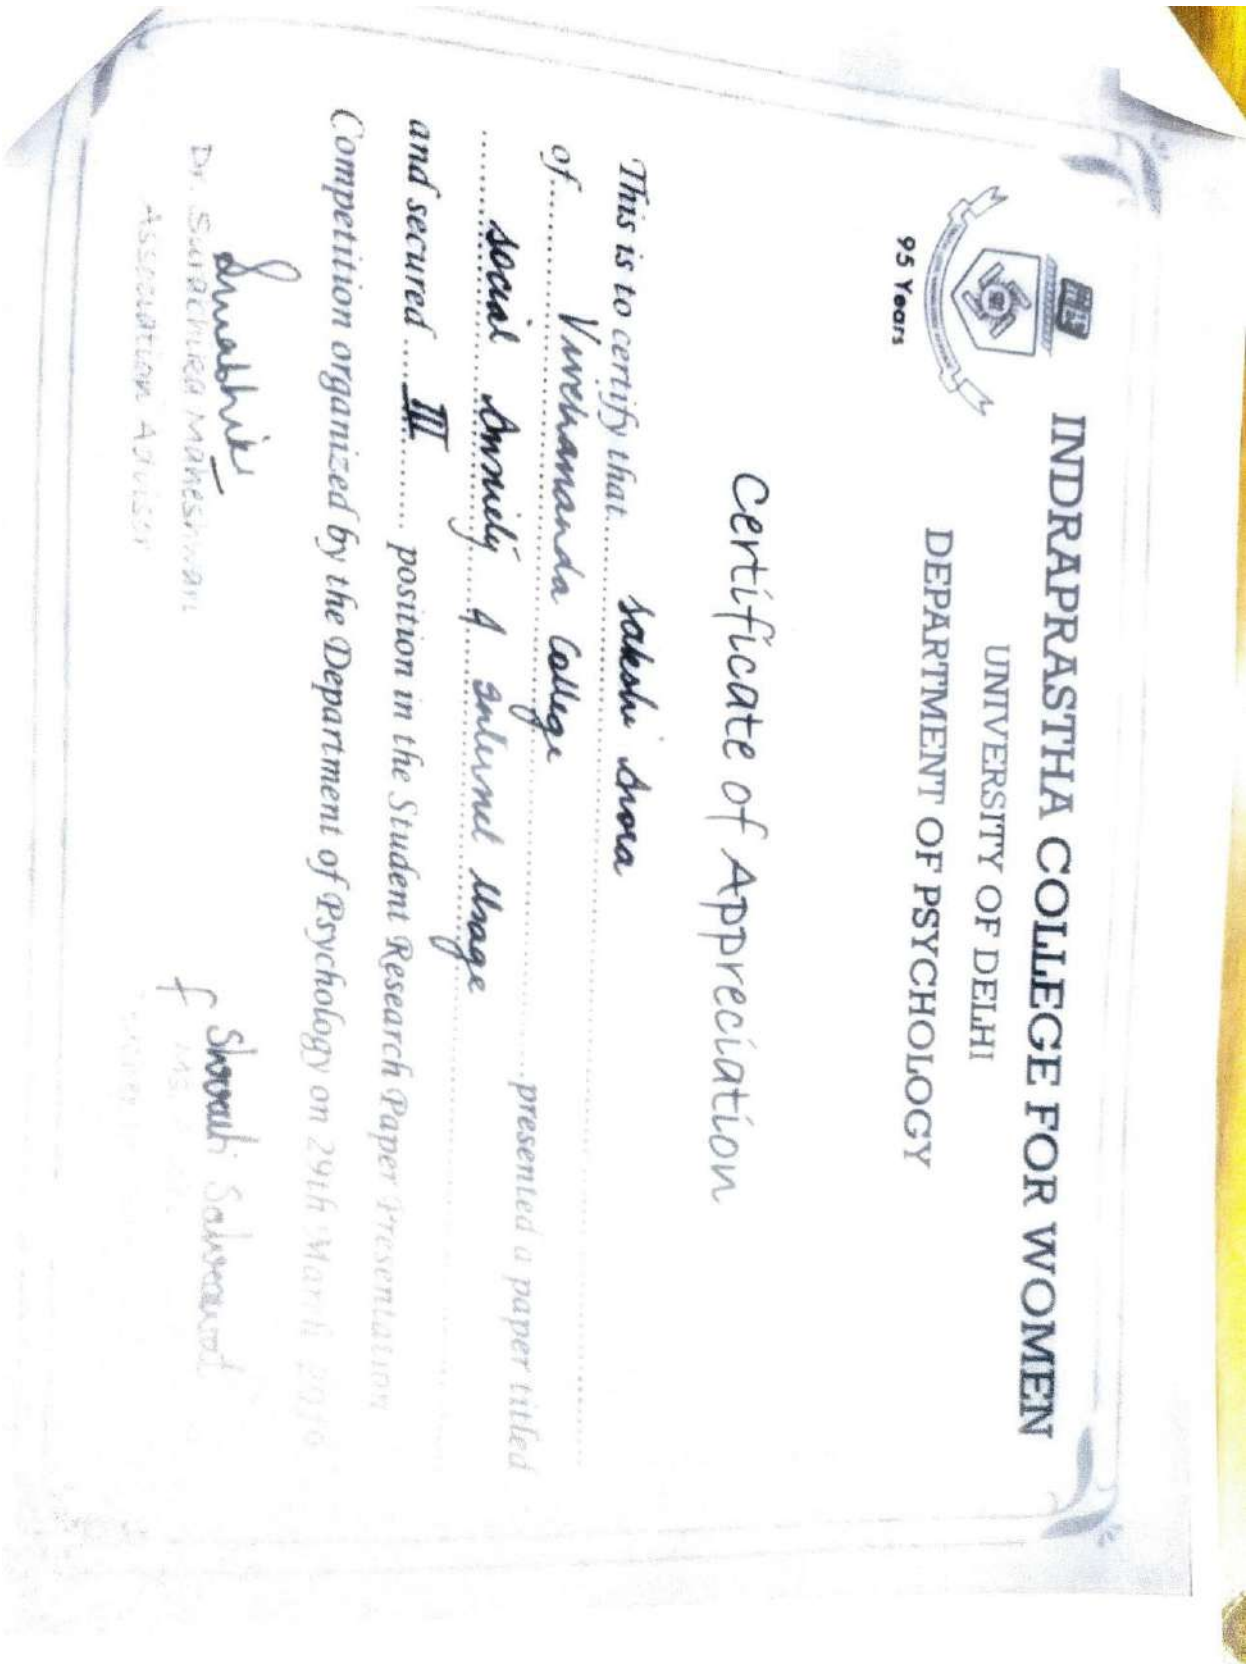 INDRAPRASTHA COLLEGE FOR WOMEN
UNIVERSITY OF DELHI
DEPARTMENT OF PSYCHOLOGY
95 Years
Certificate of Appreciation
This is to certify that Sakshi Arora
of Vivekananda College presented a paper titled
Social Anxiety & Internet Usage
and secured III position in the Student Research Paper Presentation
Competition organized by the Department of Psychology on 29th March 2016
Shrawti
Dr. Maheshwari
Ms.
Association Advisor